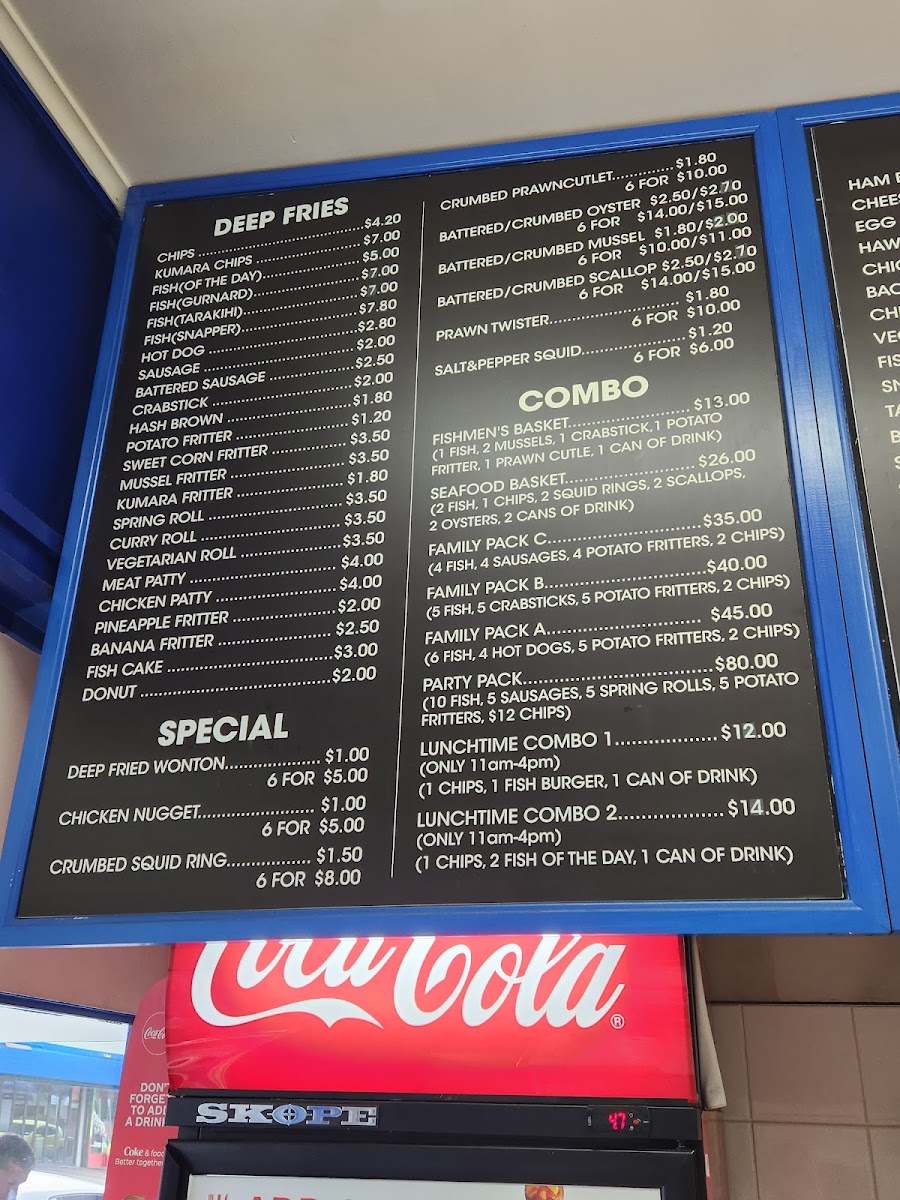 DEEP FRIES
CHIPS ........ $4.20
KUMARA CHIPS ........ $7.00
FISH(OF THE DAY)........ $5.00
FISH(GURNARD)........ $7.00
FISH(TARAKIHI)........ $7.00
FISH(SNAPPER)........ $7.80
HOT DOG ........ $2.80
SAUSAGE ........ $2.00
BATTERED SAUSAGE ........ $2.50
CRABSTICK ........ $2.00
HASH BROWN ........ $1.80
POTATO FRITTER ........ $1.20
SWEET CORN FRITTER ........ $3.50
MUSSEL FRITTER ........ $3.50
KUMARA FRITTER ........ $1.80
SPRING ROLL ........ $3.50
CURRY ROLL ........ $3.50
VEGETARIAN ROLL ........ $3.50
MEAT PATTY ........ $4.00
CHICKEN PATTY ........ $4.00
PINEAPPLE FRITTER ........ $2.00
BANANA FRITTER ........ $2.50
FISH CAKE ........ $3.00
DONUT ........ $2.00
SPECIAL
DEEP FRIED WONTON........ $1.00
6 FOR $5.00
CHICKEN NUGGET........ $1.00
6 FOR $5.00
CRUMBED SQUID RING........ $1.50
6 FOR $8.00
CRUMBED PRAWNCUTLET........ $1.80
6 FOR $10.00
BATTERED/CRUMBED OYSTER $2.50/$2.70
6 FOR $14.00/$15.00
BATTERED/CRUMBED MUSSEL $1.80/$2.00
6 FOR $10.00/$11.00
BATTERED/CRUMBED SCALLOP $2.50/$2.70
6 FOR $14.00/$15.00
PRAWN TWISTER........ $1.80
6 FOR $10.00
SALT&PEPPER SQUID........ $1.20
6 FOR $6.00
COMBO
FISHMEN'S BASKET........ $13.00
(1 FISH, 2 MUSSELS, 1 CRABSTICK,1 POTATO
FRITTER, 1 PRAWN CUTLE, 1 CAN OF DRINK)
SEAFOOD BASKET........ $26.00
(2 FISH, 1 CHIPS, 2 SQUID RINGS, 2 SCALLOPS,
2 OYSTERS, 2 CANS OF DRINK)
FAMILY PACK C........ $35.00
(4 FISH, 4 SAUSAGES, 4 POTATO FRITTERS, 2 CHIPS)
FAMILY PACK B........ $40.00
(5 FISH, 5 CRABSTICKS, 5 POTATO FRITTERS, 2 CHIPS)
FAMILY PACK A........ $45.00
(6 FISH, 4 HOT DOGS, 5 POTATO FRITTERS, 2 CHIPS)
PARTY PACK........ $80.00
(10 FISH, 5 SAUSAGES, 5 SPRING ROLLS, 5 POTATO
FRITTERS, $12 CHIPS)
LUNCHTIME COMBO 1........ $12.00
(ONLY 11am-4pm)
(1 CHIPS, 1 FISH BURGER, 1 CAN OF DRINK)
LUNCHTIME COMBO 2........ $14.00
(ONLY 11am-4pm)
(1 CHIPS, 2 FISH OF THE DAY, 1 CAN OF DRINK)
HAM
EGG
Coca-Cola
®
SKOPE
47
DON'T
FORGET
TO ADD
A DRINK
Coke & food
Better together